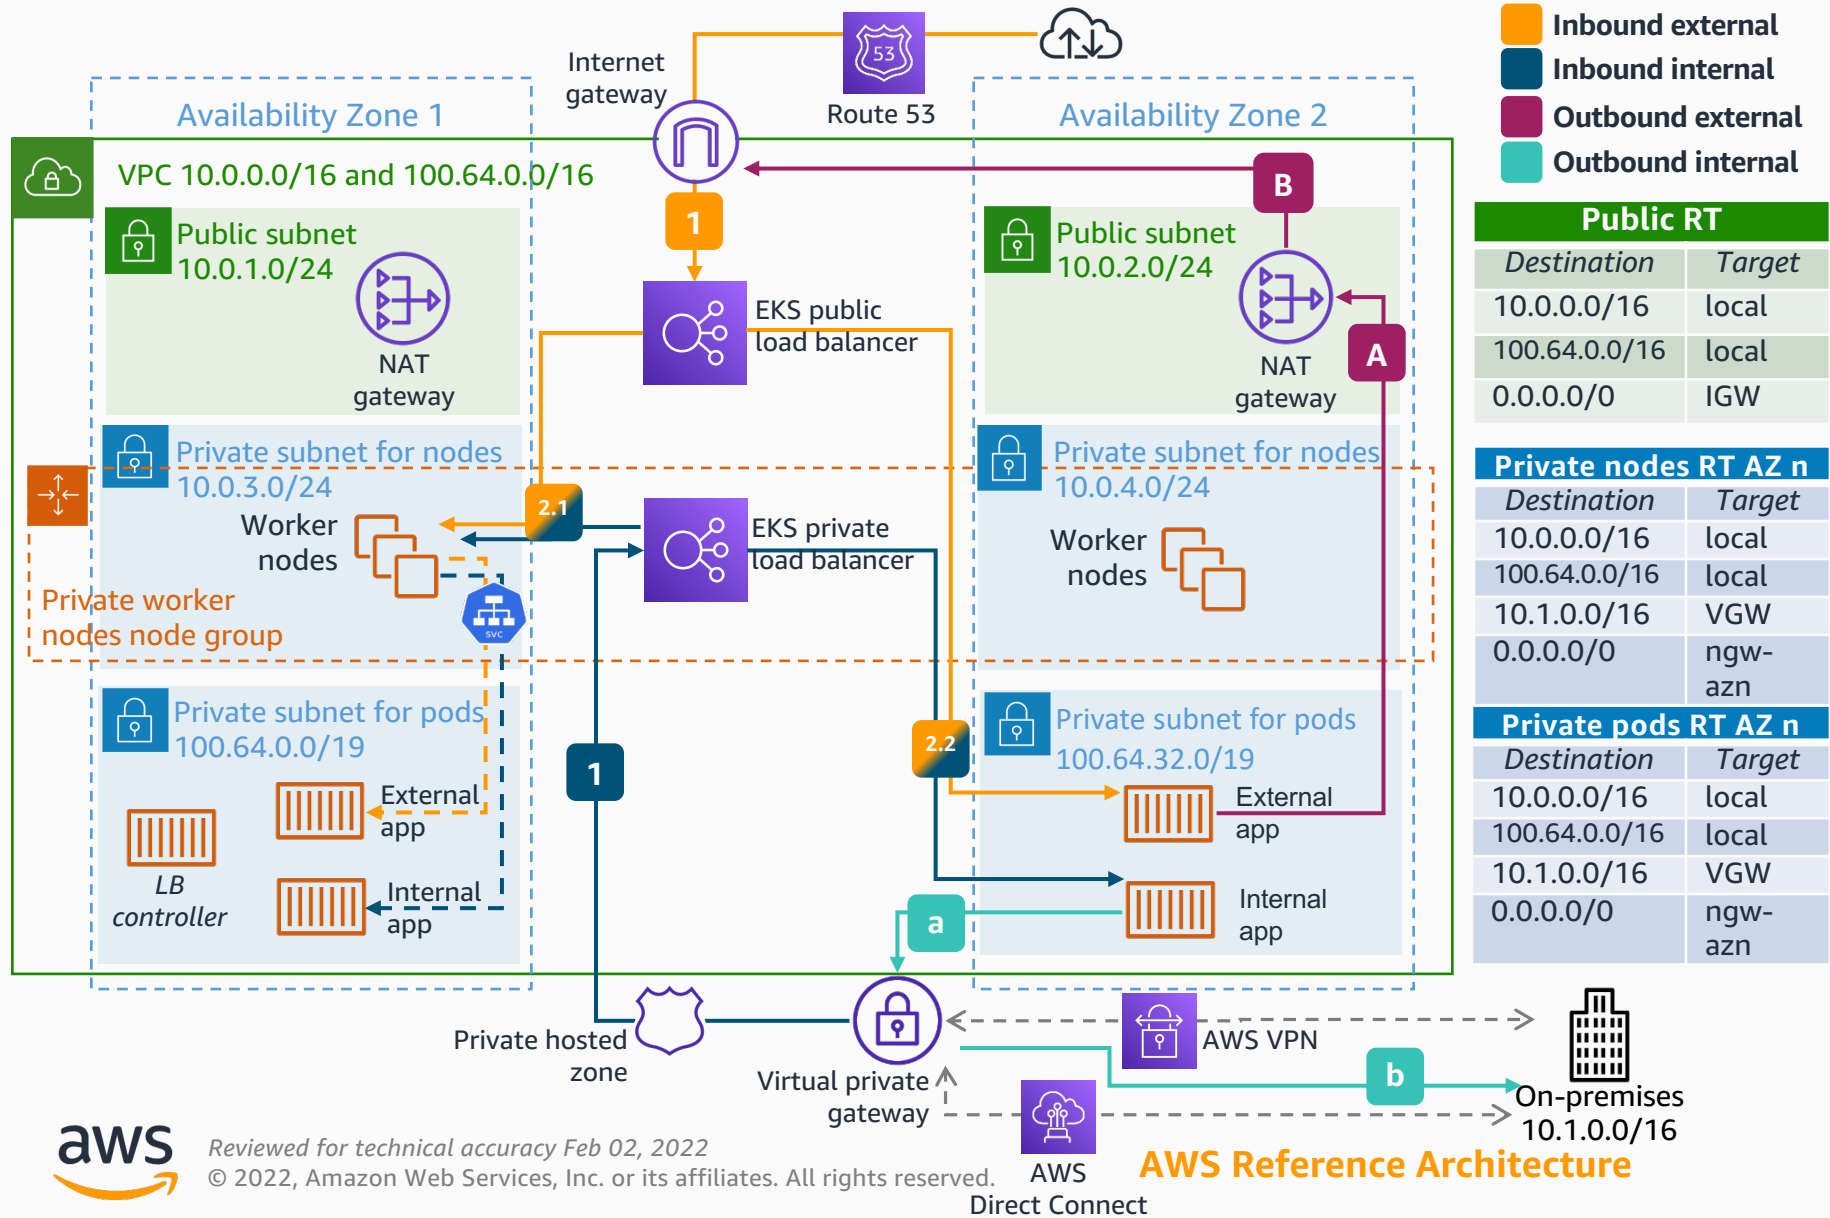 Inbound external
Inbound internal
Outbound external
Outbound internal
53
Route 53
Internet
gateway
Availability Zone 1
Availability Zone 2
VPC 10.0.0.0/16 and 100.64.0.0/16
B
1
Public subnet
10.0.1.0/24
NAT
gateway
Public subnet
10.0.2.0/24
NAT
gateway
A
EKS public
load balancer
Private subnet for nodes
10.0.3.0/24
Worker
nodes
2.1
EKS private
load balancer
Private subnet for nodes
10.0.4.0/24
Worker
nodes
Private worker
nodes node group
svc
Private subnet for pods
100.64.0.0/19
External
app
LB
controller
Internal
app
1
2.2
Private subnet for pods
100.64.32.0/19
External
app
Internal
app
a
Public RT
Destination Target
10.0.0.0/16 local
100.64.0.0/16 local
0.0.0.0/0 IGW
Private nodes RT AZ n
Destination Target
10.0.0.0/16 local
100.64.0.0/16 local
10.1.0.0/16 VGW
0.0.0.0/0 ngw-
azn
Private pods RT AZ n
Destination Target
10.0.0.0/16 local
100.64.0.0/16 local
10.1.0.0/16 VGW
0.0.0.0/0 ngw-
azn
Private hosted
zone
Virtual private
gateway
AWS VPN
b
On-premises
10.1.0.0/16
AWS
Direct Connect
aws
Reviewed for technical accuracy Feb 02, 2022
© 2022, Amazon Web Services, Inc. or its affiliates. All rights reserved.
AWS Reference Architecture